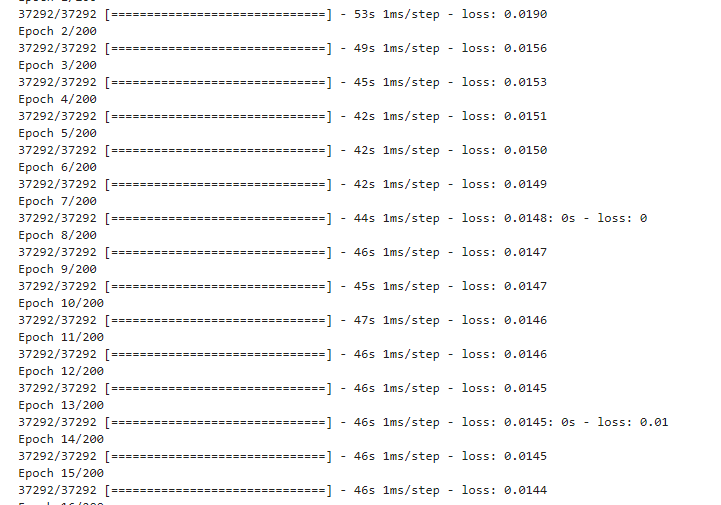 37292/37292 [==============================] - 53s 1ms/step - loss: 0.0190
Epoch 2/200
37292/37292 [==============================] - 49s 1ms/step - loss: 0.0156
Epoch 3/200
37292/37292 [==============================] - 45s 1ms/step - loss: 0.0153
Epoch 4/200
37292/37292 [==============================] - 42s 1ms/step - loss: 0.0151
Epoch 5/200
37292/37292 [==============================] - 42s 1ms/step - loss: 0.0150
Epoch 6/200
37292/37292 [==============================] - 42s 1ms/step - loss: 0.0149
Epoch 7/200
37292/37292 [==============================] - 44s 1ms/step - loss: 0.0148: 0s - loss: 0
Epoch 8/200
37292/37292 [==============================] - 46s 1ms/step - loss: 0.0147
Epoch 9/200
37292/37292 [==============================] - 45s 1ms/step - loss: 0.0147
Epoch 10/200
37292/37292 [==============================] - 47s 1ms/step - loss: 0.0146
Epoch 11/200
37292/37292 [==============================] - 46s 1ms/step - loss: 0.0146
Epoch 12/200
37292/37292 [==============================] - 46s 1ms/step - loss: 0.0145
Epoch 13/200
37292/37292 [==============================] - 46s 1ms/step - loss: 0.0145: 0s - loss: 0.01
Epoch 14/200
37292/37292 [==============================] - 46s 1ms/step - loss: 0.0145
Epoch 15/200
37292/37292 [==============================] - 46s 1ms/step - loss: 0.0144